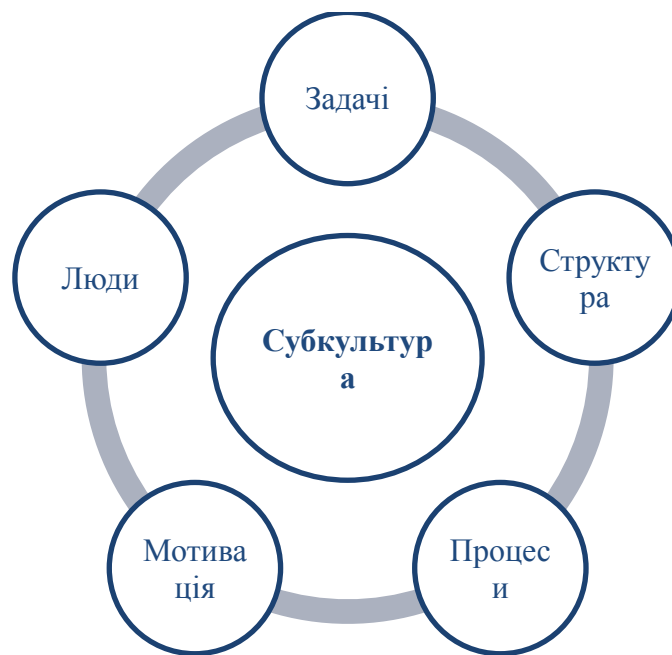 Задачі
Структу
ра
Процес
и
Мотива
ція
Люди
Субкультур
а